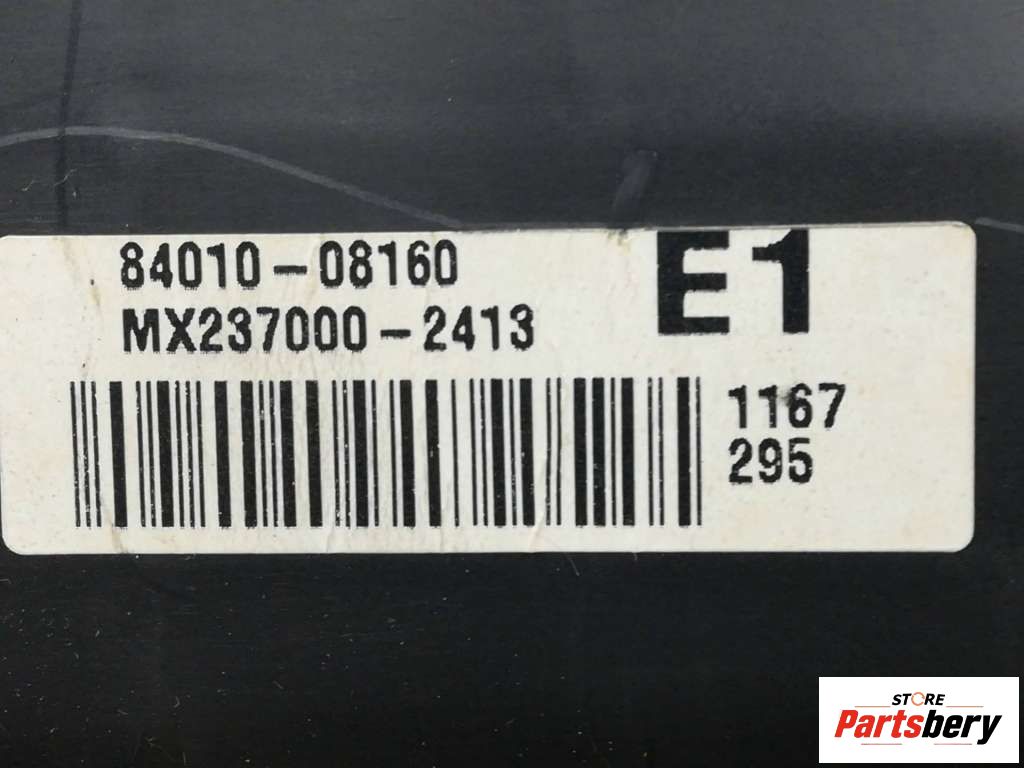 84010-08160
E1
MX237000-2413
1167
295
STORE
Partsbery